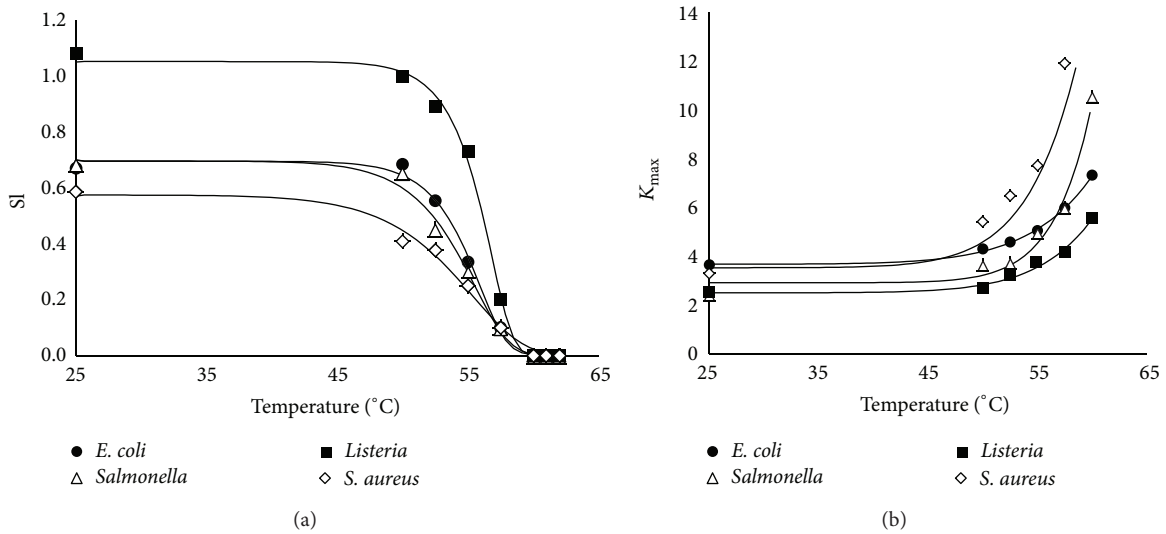 1.2
1.0
0.8
0.6
0.4
0.2
0.0
Sl
25
35
45
55
65
Temperature (°C)
E. coli
Listeria
Salmonella
S. aureus
(a)
14
12
10
8
6
4
2
0
Kmax
25
35
45
55
65
Temperature (°C)
E. coli
Listeria
Salmonella
S. aureus
(b)